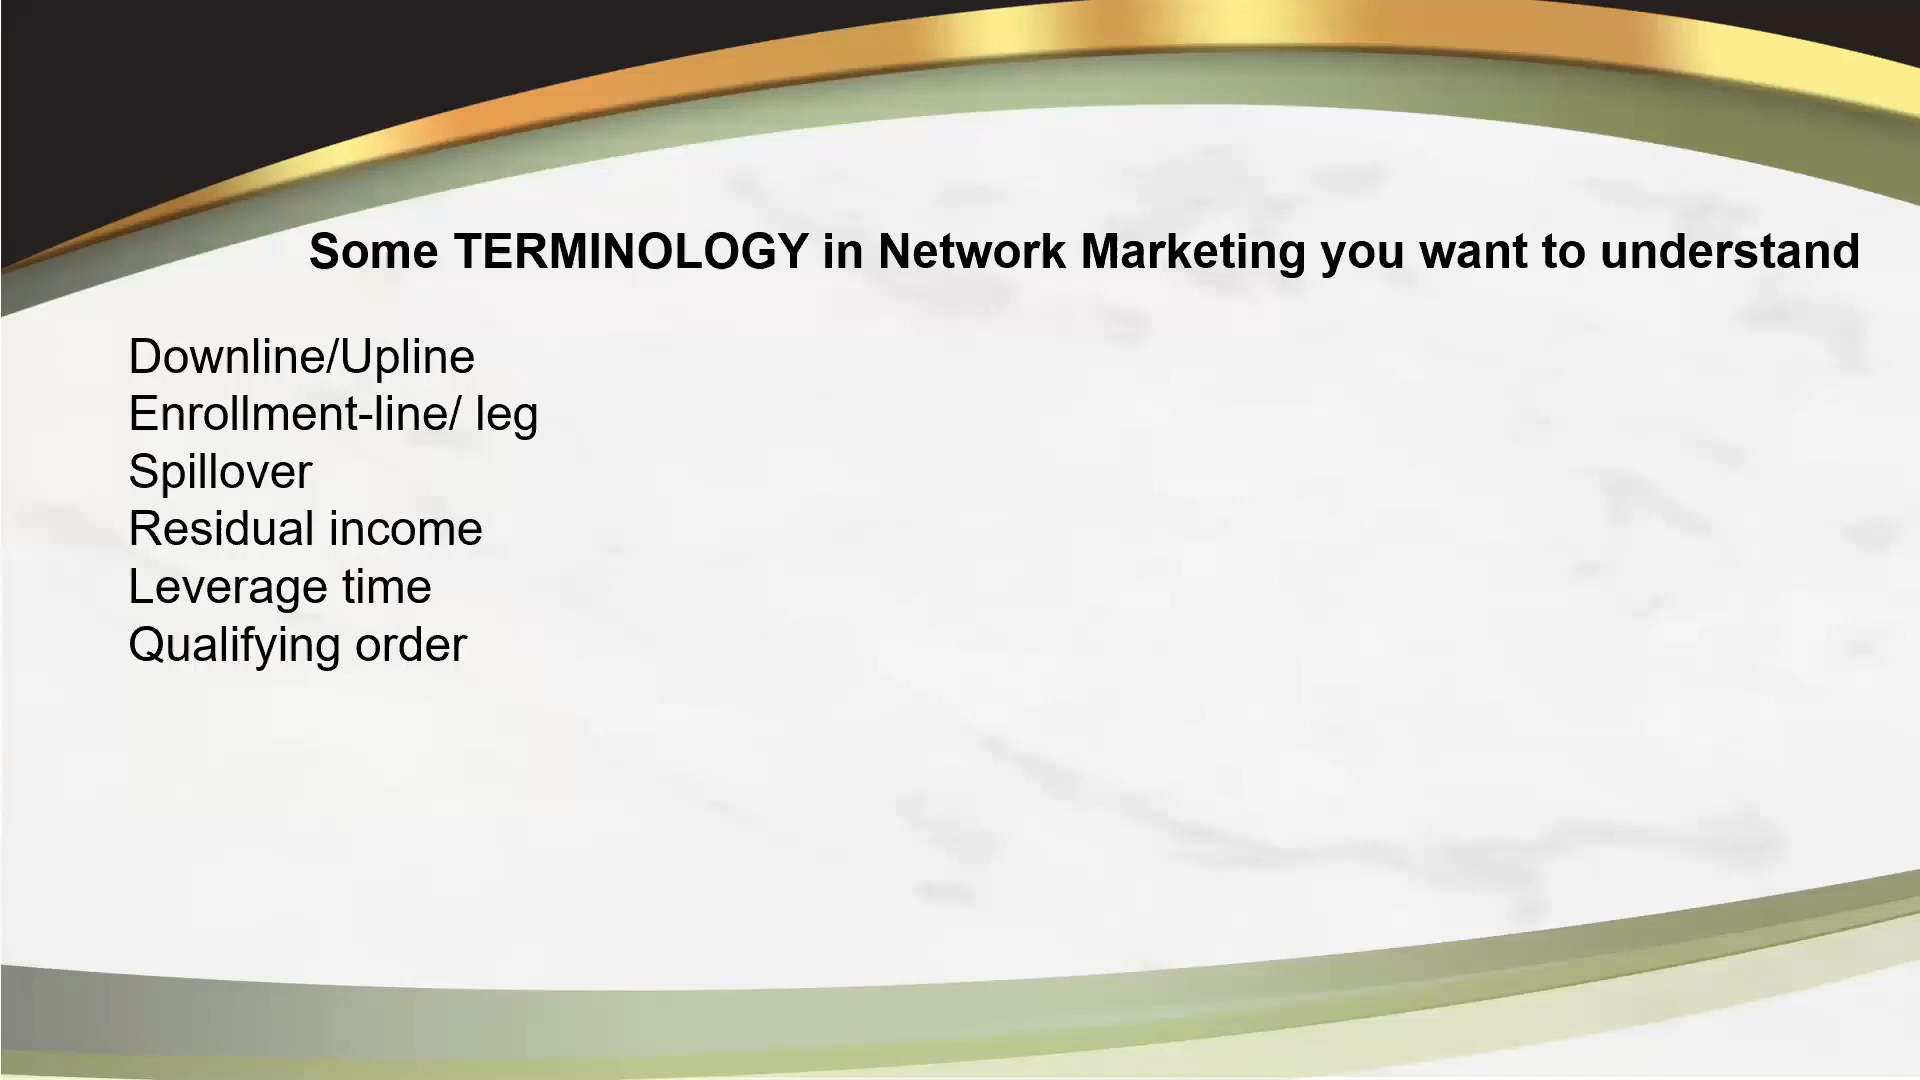 Some TERMINOLOGY in Network Marketing you want to understand
Downline/Upline
Enrollment-line/ leg
Spillover
Residual income
Leverage time
Qualifying order